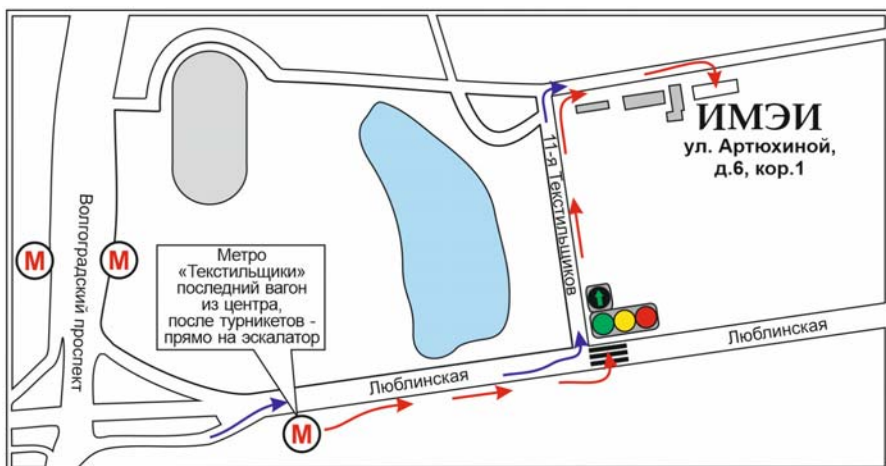 ИМЭИ
ул. Артюхиной,
д.6, кор.1
11-я Текстильщиков
Волгоградский проспект
М
М
Метро
«Текстильщики»
последний вагон
из центра,
после турникетов -
прямо на эскалатор
Люблинская
Люблинская
М